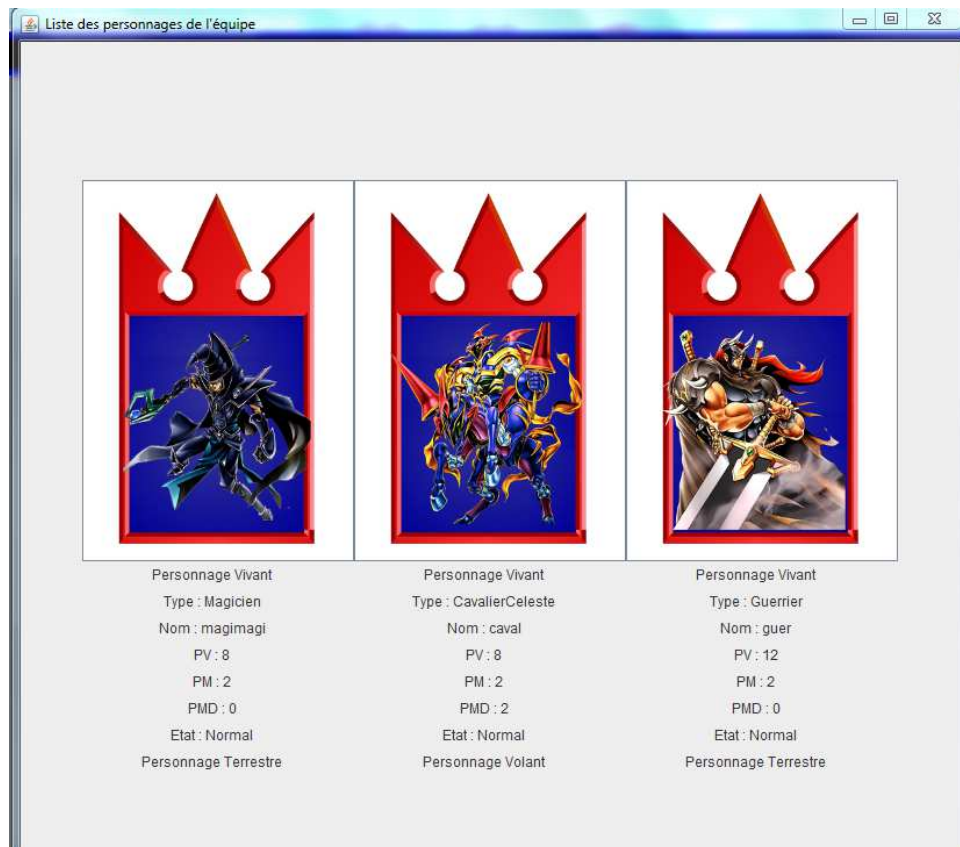 Liste des personnages de l'équipe
Personnage Vivant
Type : Magicien
Nom : magimagi
PV : 8
PM : 2
PMD : 0
Etat : Normal
Personnage Terrestre
Personnage Vivant
Type : CavalierCeleste
Nom : caval
PV : 8
PM : 2
PMD : 2
Etat : Normal
Personnage Volant
Personnage Vivant
Type : Guerrier
Nom : guer
PV : 12
PM : 2
PMD : 0
Etat : Normal
Personnage Terrestre